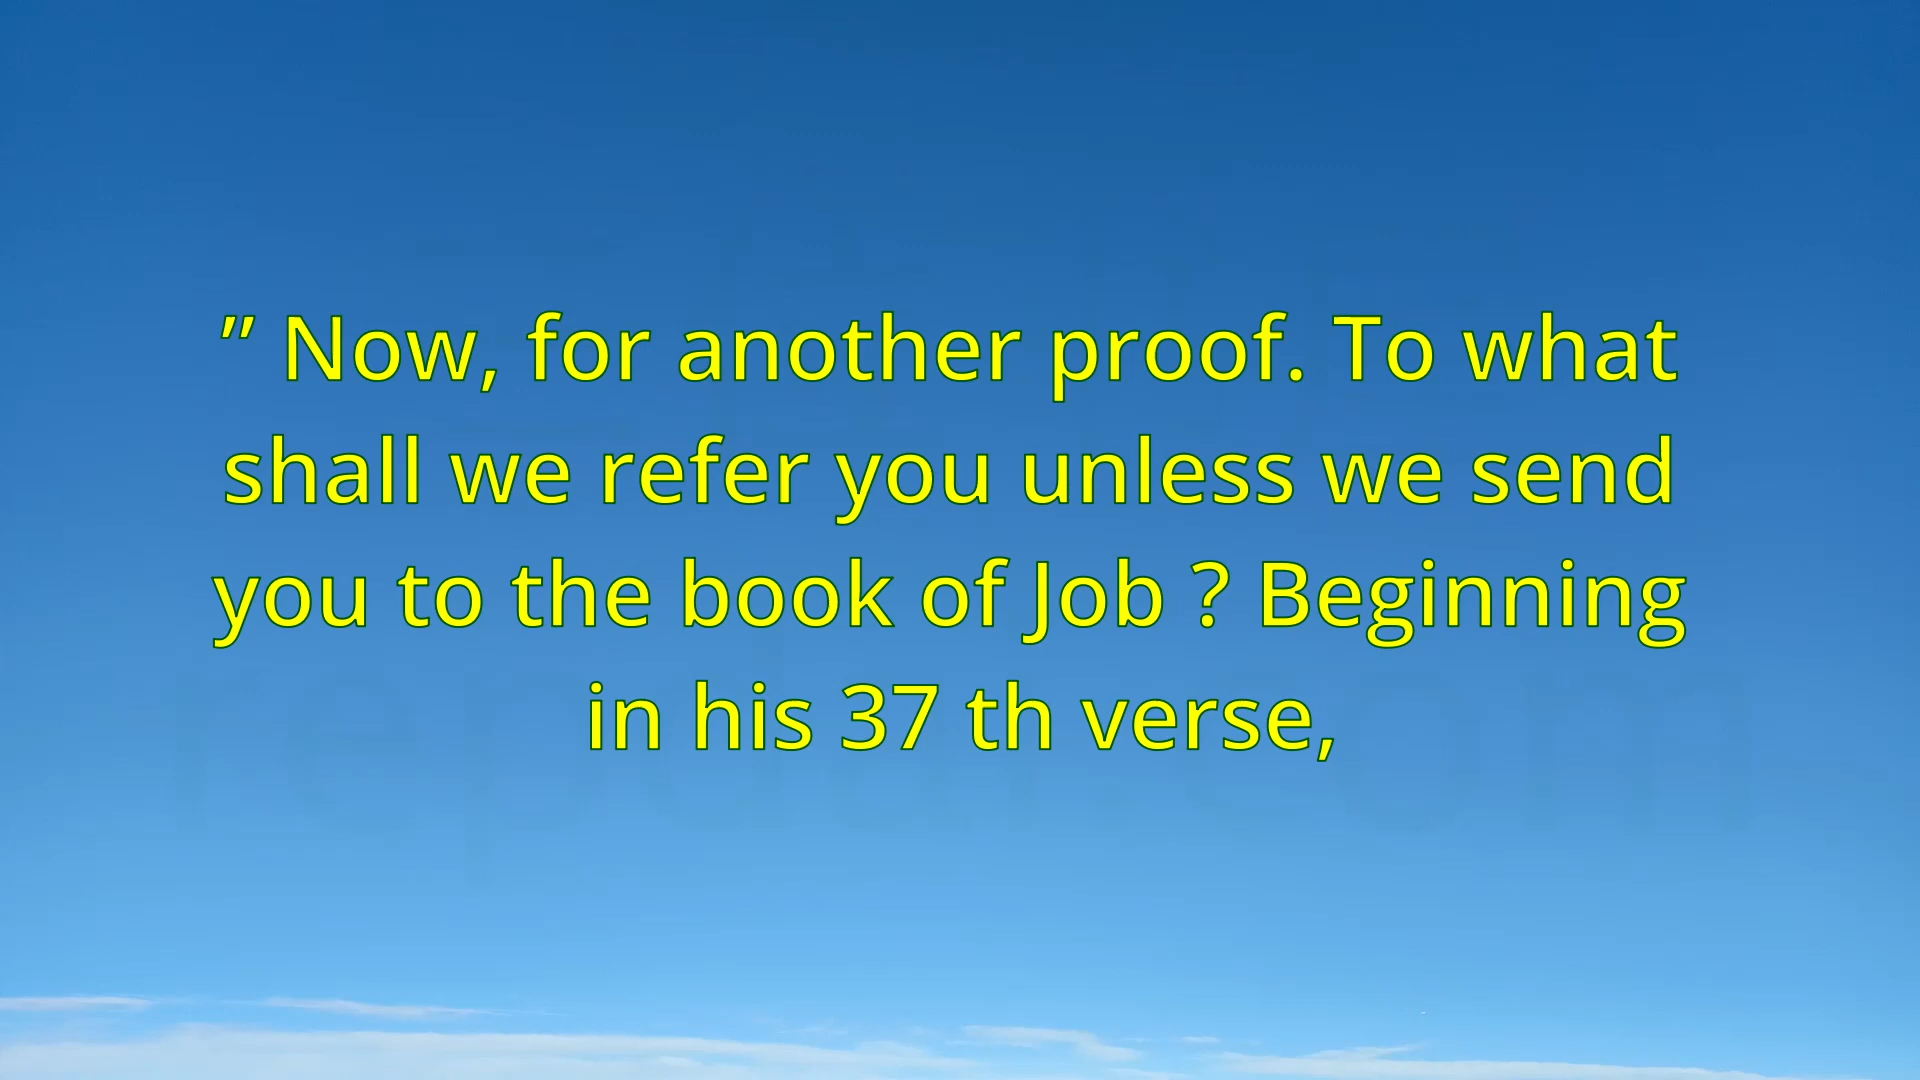 ” Now, for another proof. To what
shall we refer you unless we send
you to the book of Job ? Beginning
in his 37 th verse,